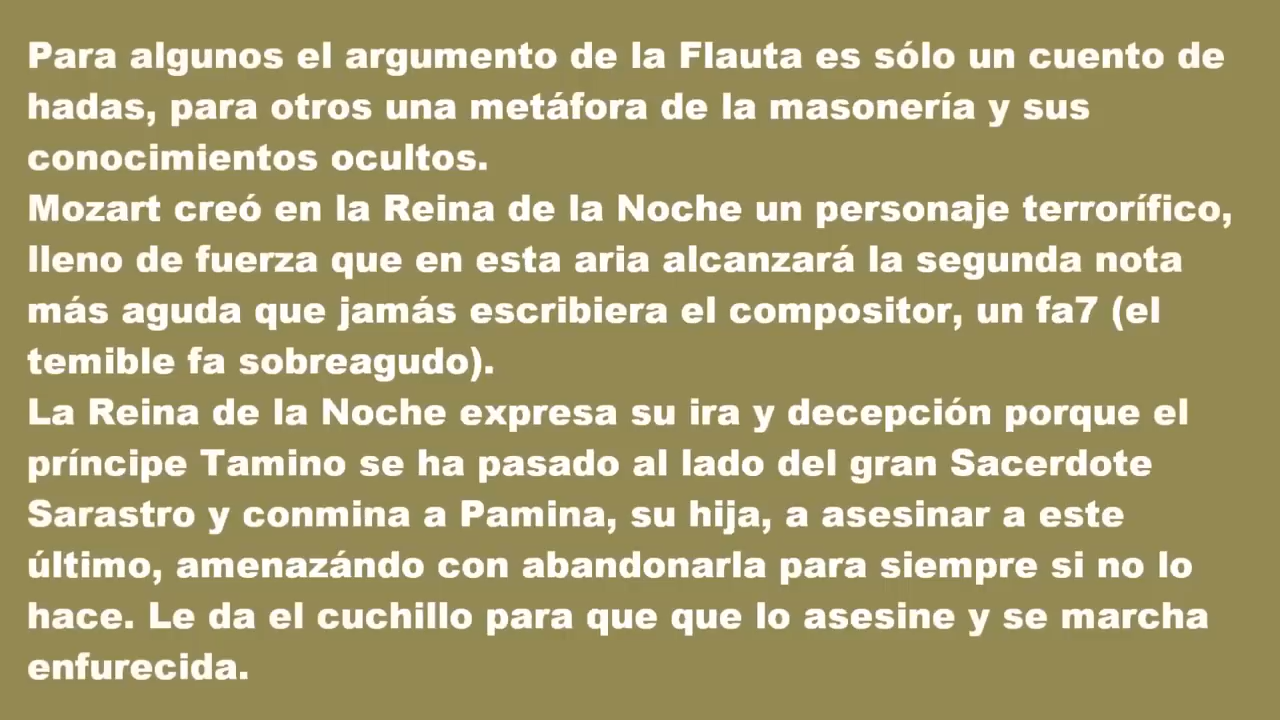 Para algunos el argumento de la Flauta es sólo un cuento de
hadas, para otros una metáfora de la masonería y sus
conocimientos ocultos.
Mozart creó en la Reina de la Noche un personaje terrorífico,
lleno de fuerza que en esta aria alcanzará la segunda nota
más aguda que jamás escribiera el compositor, un fa7 (el
temible fa sobreagudo).
La Reina de la Noche expresa su ira y decepción porque el
príncipe Tamino se ha pasado al lado del gran Sacerdote
Sarastro y conmina a Pamina, su hija, a asesinar a este
último, amenazándo con abandonarla para siempre si no lo
hace. Le da el cuchillo para que que lo asesine y se marcha
enfurecida.